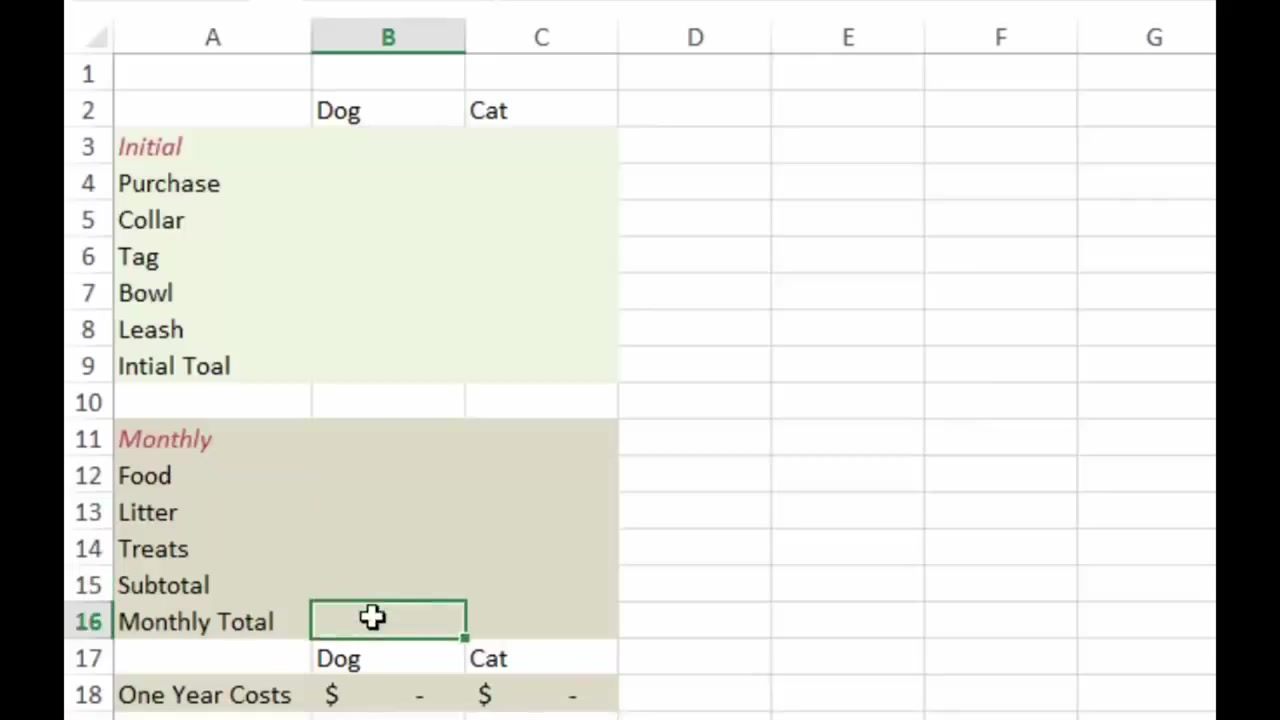 A B C D E F G
1
2 Dog Cat
3 Initial
4 Purchase
5 Collar
6 Tag
7 Bowl
8 Leash
9 Intial Toal
10
11 Monthly
12 Food
13 Litter
14 Treats
15 Subtotal
16 Monthly Total
17 Dog Cat
18 One Year Costs $ - $ -